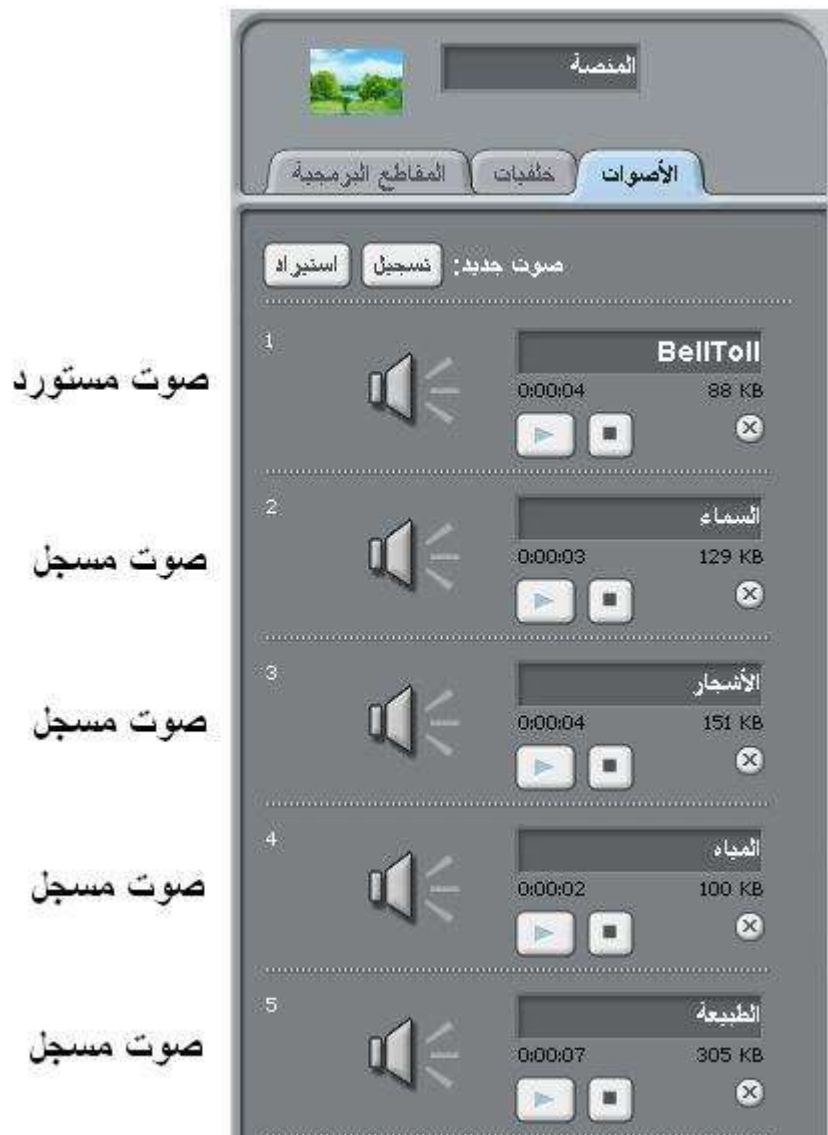 المنصة
الأصوات خلفيات المقاطع البرمجية
صوت جديد: تسجيل استيراد
1
BellToll
0:00:04 88 KB
صوت مستورد
2
السماء
0:00:03 129 KB
صوت مسجل
3
الأشجار
0:00:04 151 KB
صوت مسجل
4
المياه
0:00:02 100 KB
صوت مسجل
5
الطبيعة
0:00:07 305 KB
صوت مسجل